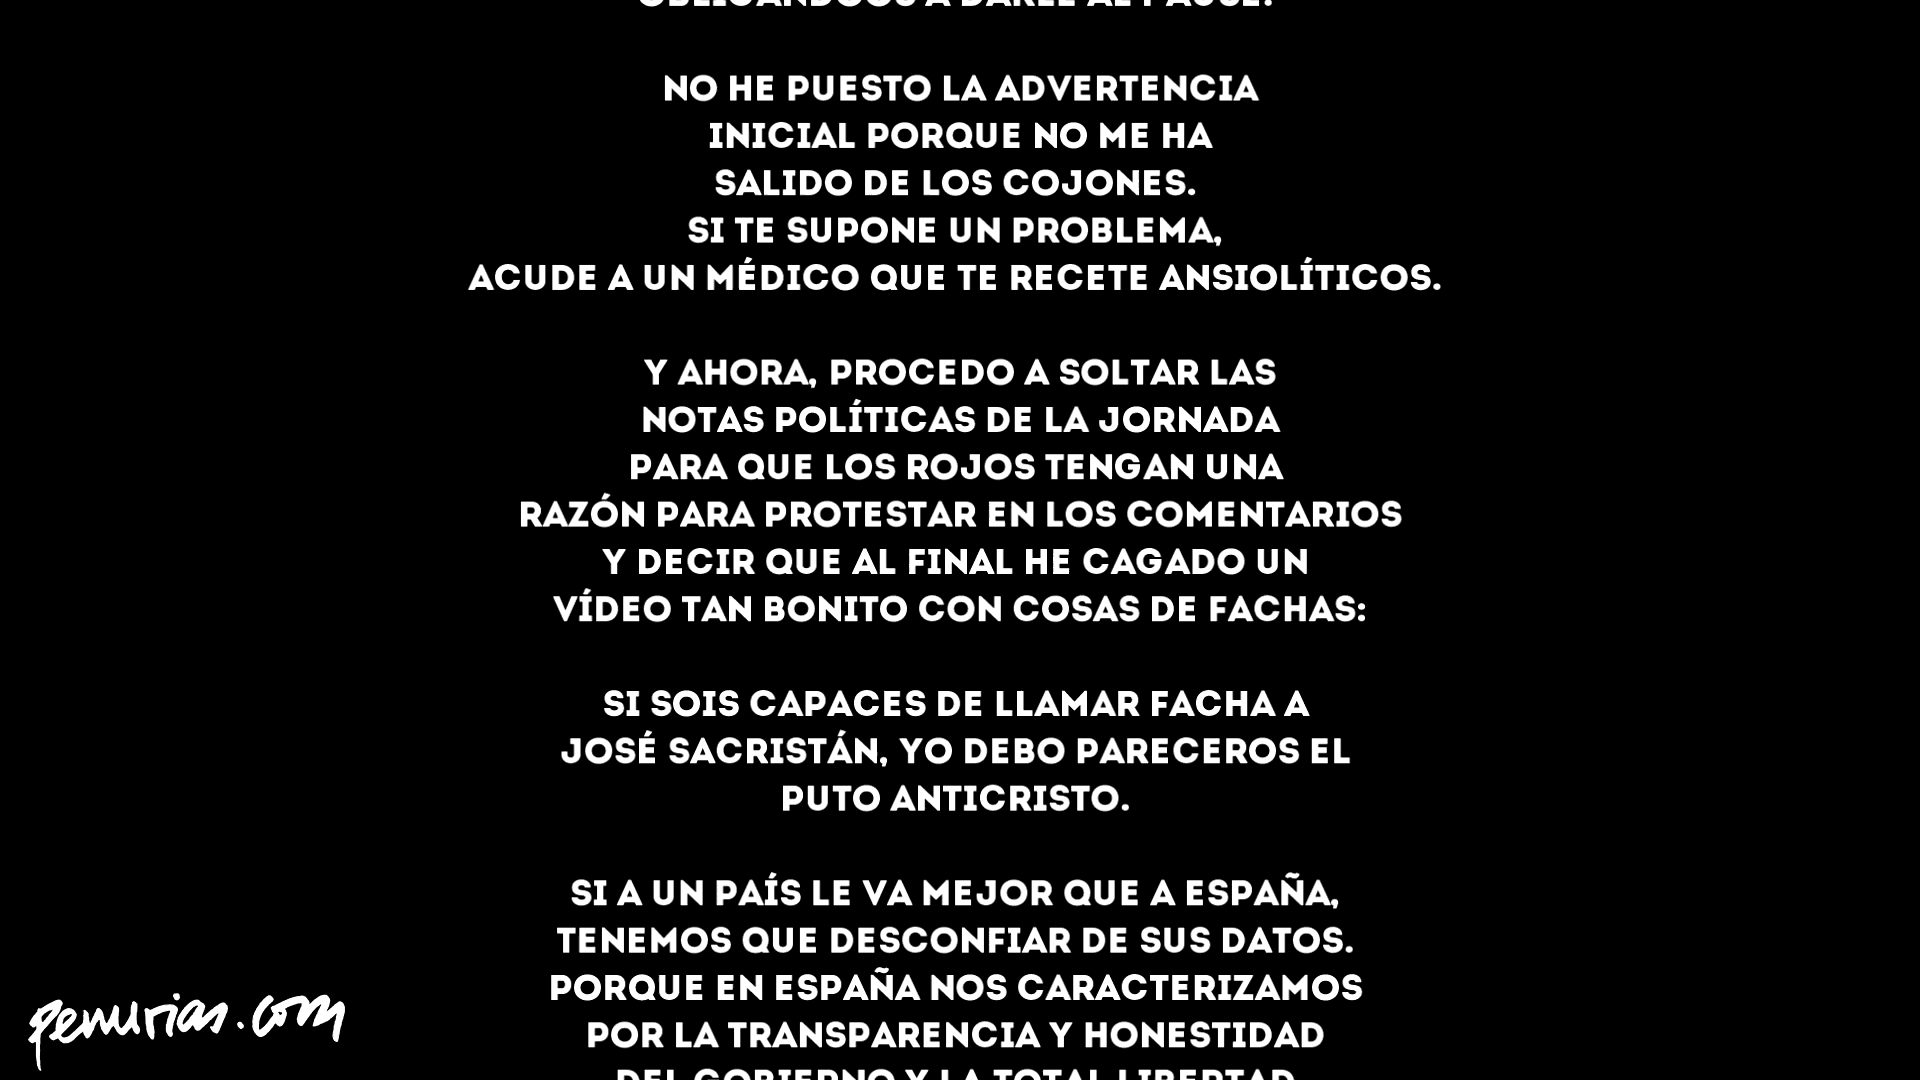 NO HE PUESTO LA ADVERTENCIA
INICIAL PORQUE NO ME HA
SALIDO DE LOS COJONES.
SI TE SUPONE UN PROBLEMA,
ACUDE A UN MÉDICO QUE TE RECETE ANSIOLÍTICOS.
Y AHORA, PROCEDO A SOLTAR LAS
NOTAS POLÍTICAS DE LA JORNADA
PARA QUE LOS ROJOS TENGAN UNA
RAZÓN PARA PROTESTAR EN LOS COMENTARIOS
Y DECIR QUE AL FINAL HE CAGADO UN
VÍDEO TAN BONITO CON COSAS DE FACHAS:
SI SOIS CAPACES DE LLAMAR FACHA A
JOSÉ SACRISTÁN, YO DEBO PARECEROS EL
PUTO ANTICRISTO.
SI A UN PAÍS LE VA MEJOR QUE A ESPAÑA,
TENEMOS QUE DESCONFIAR DE SUS DATOS.
PORQUE EN ESPAÑA NOS CARACTERIZAMOS
POR LA TRANSPARENCIA Y HONESTIDAD
DEL GOBIERNO Y LA TOTAL LIBERTAD
penurias.com